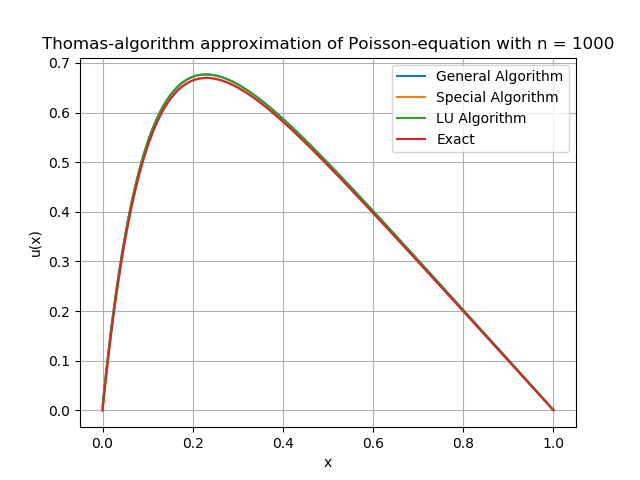 Thomas-algorithm approximation of Poisson-equation with n = 1000
General Algorithm
Special Algorithm
LU Algorithm
Exact
u(x)
0.7
0.6
0.5
0.4
0.3
0.2
0.1
0.0
0.0 0.2 0.4 0.6 0.8 1.0
x